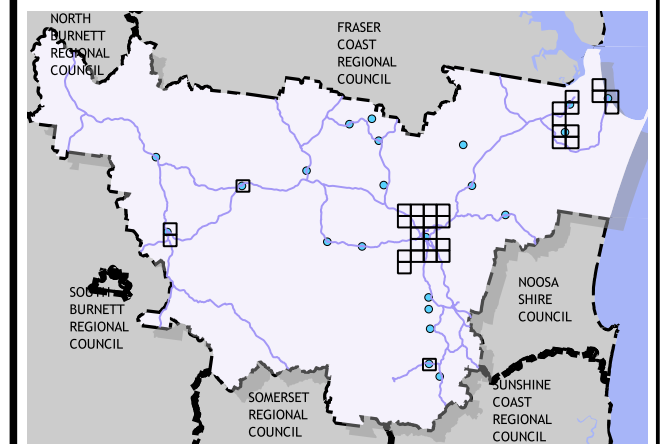 NORTH
BURNETT
REGIONAL
COUNCIL
FRASER
COAST
REGIONAL
COUNCIL
SOUTH
BURNETT
REGIONAL
COUNCIL
NOOSA
SHIRE
COUNCIL
SOMERSET
REGIONAL
COUNCIL
SUNSHINE
COAST
REGIONAL
COUNCIL